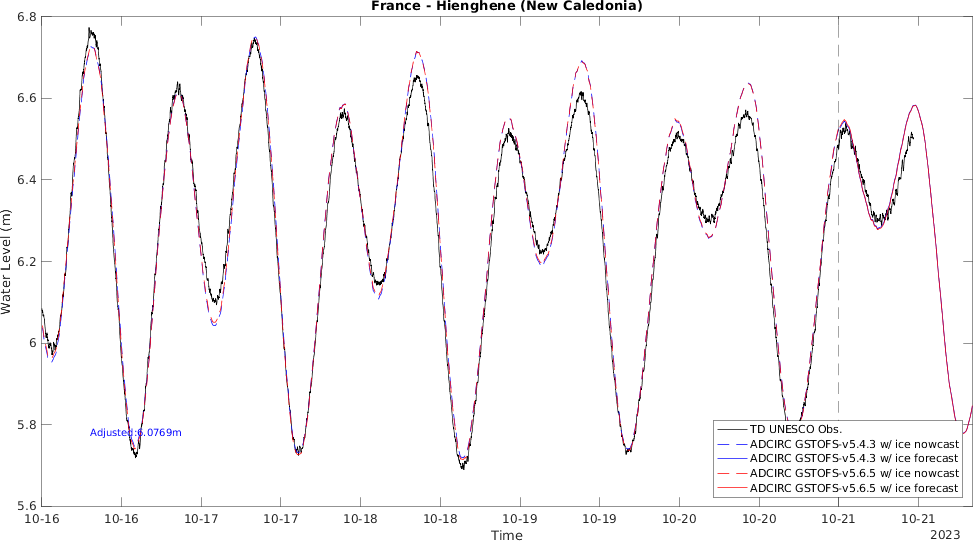 France - Hienghene (New Caledonia)
6.8
6.6
6.4
6.2
6
5.8
5.6
Water Level (m)
Adjusted:6.0769m
TD UNESCO Obs.
ADCIRC GSTOFS-v5.4.3 w/ ice nowcast
ADCIRC GSTOFS-v5.4.3 w/ ice forecast
ADCIRC GSTOFS-v5.6.5 w/ ice nowcast
ADCIRC GSTOFS-v5.6.5 w/ ice forecast
10-16 10-16 10-17 10-17 10-18 10-18 10-19 10-19 10-20 10-20 10-21 10-21
Time
2023